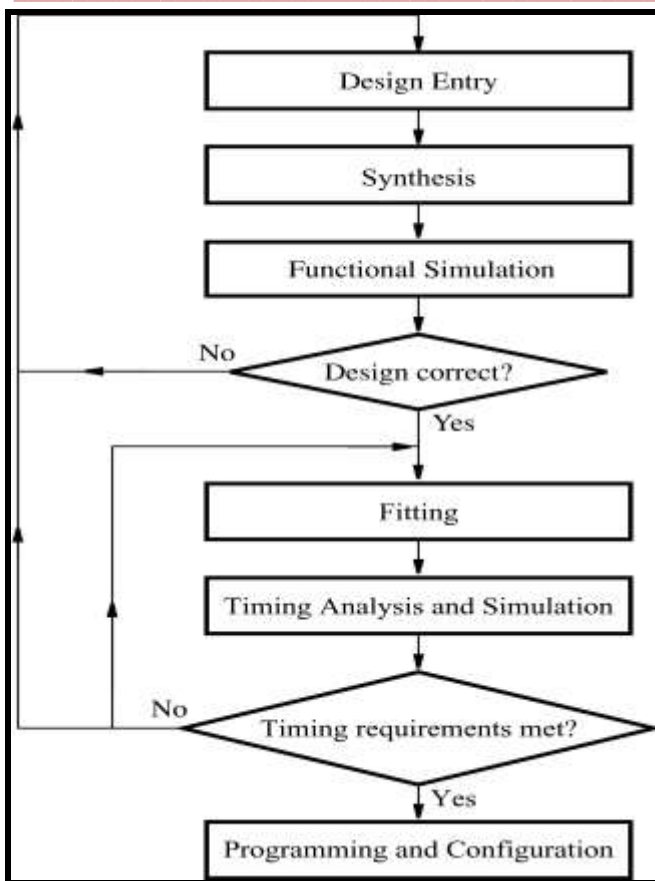 Design Entry
Synthesis
Functional Simulation
No
Design correct?
Yes
Fitting
Timing Analysis and Simulation
No
Timing requirements met?
Yes
Programming and Configuration